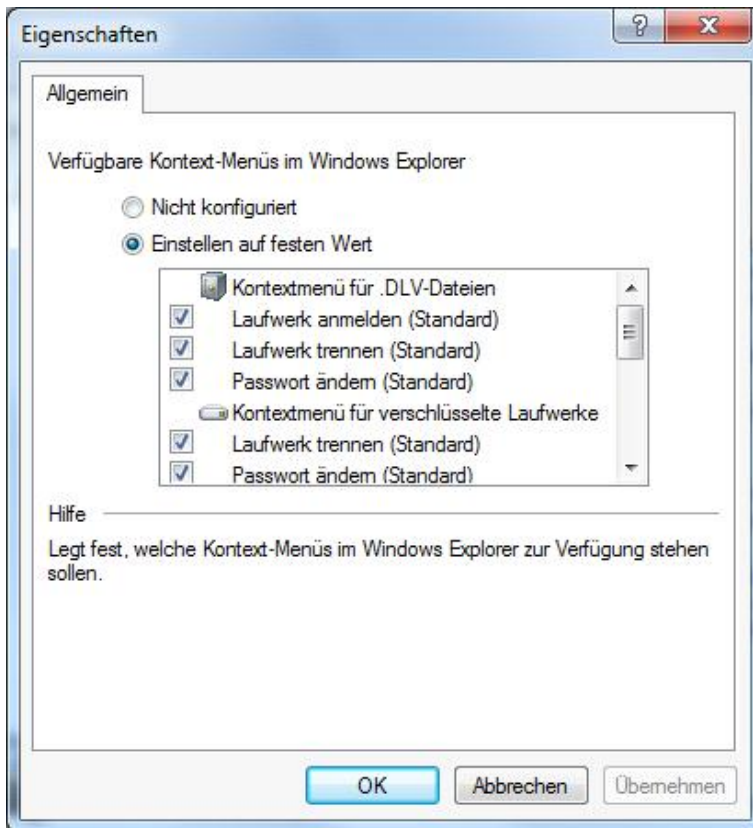 Eigenschaften
?
X
Allgemein
Verfügbare Kontext-Menüs im Windows Explorer
Nicht konfiguriert
Einstellen auf festen Wert
Kontextmenü für .DLV-Dateien
Laufwerk anmelden (Standard)
Laufwerk trennen (Standard)
Passwort ändern (Standard)
Kontextmenü für verschlüsselte Laufwerke
Laufwerk trennen (Standard)
Passwort ändern (Standard)
Hilfe
Legt fest, welche Kontext-Menüs im Windows Explorer zur Verfügung stehen
sollen.
OK
Abbrechen
Übernehmen